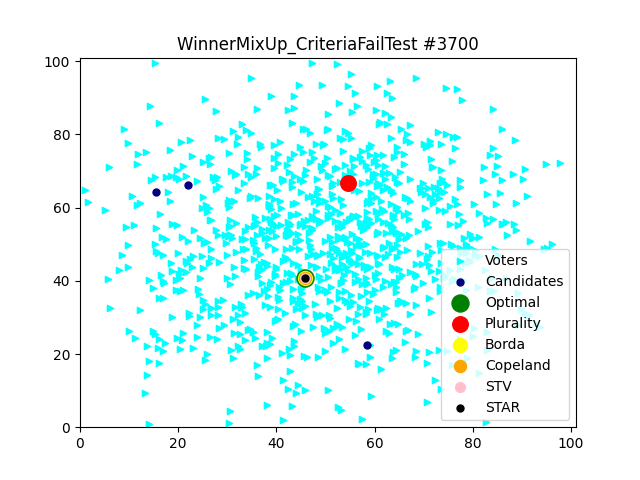 WinnerMixUp_CriteriaFailTest #3700
100
80
60
40
20
0
0 20 40 60 80 100
Voters
Candidates
Optimal
Plurality
Borda
Copeland
STV
STAR